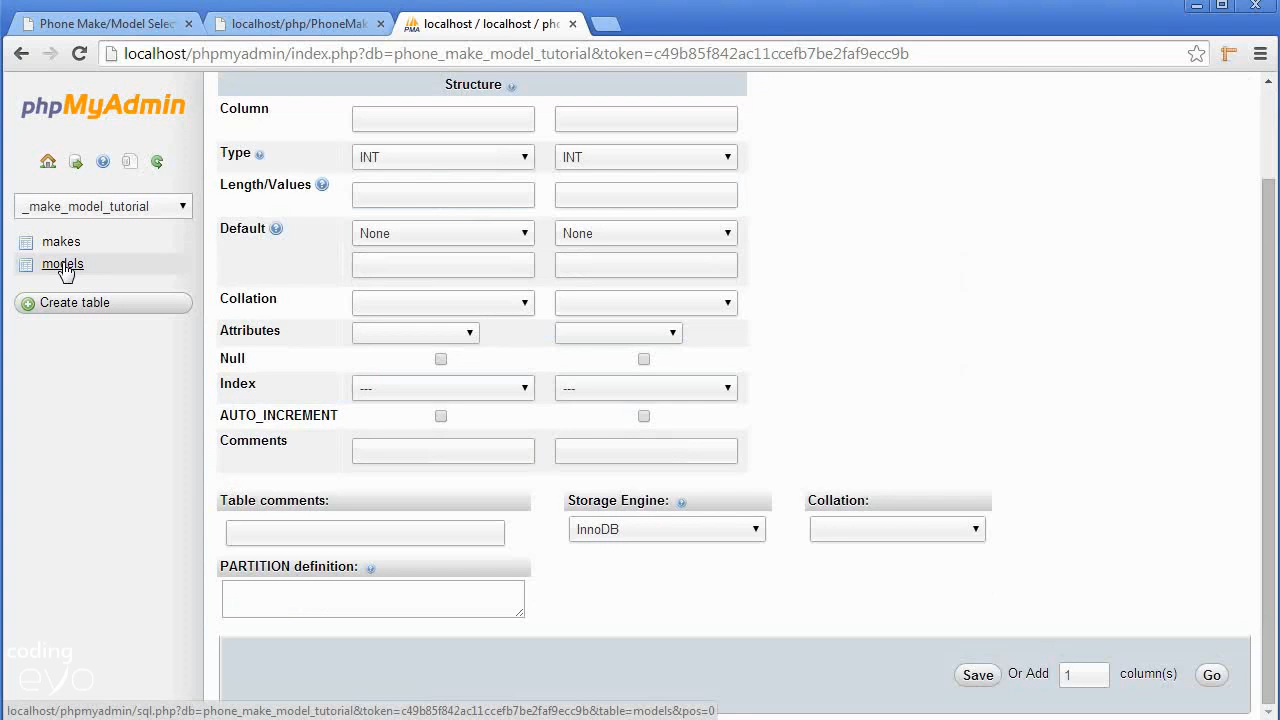 Phone Make/Model Selec
localhost/php/PhoneMak
localhost / localhost / pho
localhost/phpmyadmin/index.php?db=phone_make_model_tutorial&token=c49b85f842ac11ccefb7be2faf9ecc9b
phpMyAdmin
_make_model_tutorial
makes
models
Create table
Structure
Column
Type
INT
INT
Length/Values
Default
None
None
Collation
Attributes
Null
Index
---
---
AUTO_INCREMENT
Comments
Table comments:
Storage Engine:
Collation:
InnoDB
PARTITION definition:
Save
Or Add
1
column(s)
Go
coding
evo
localhost/phpmyadmin/sql.php?db=phone_make_model_tutorial&token=c49b85f842ac11ccefb7be2faf9ecc9b&table=models&pos=0